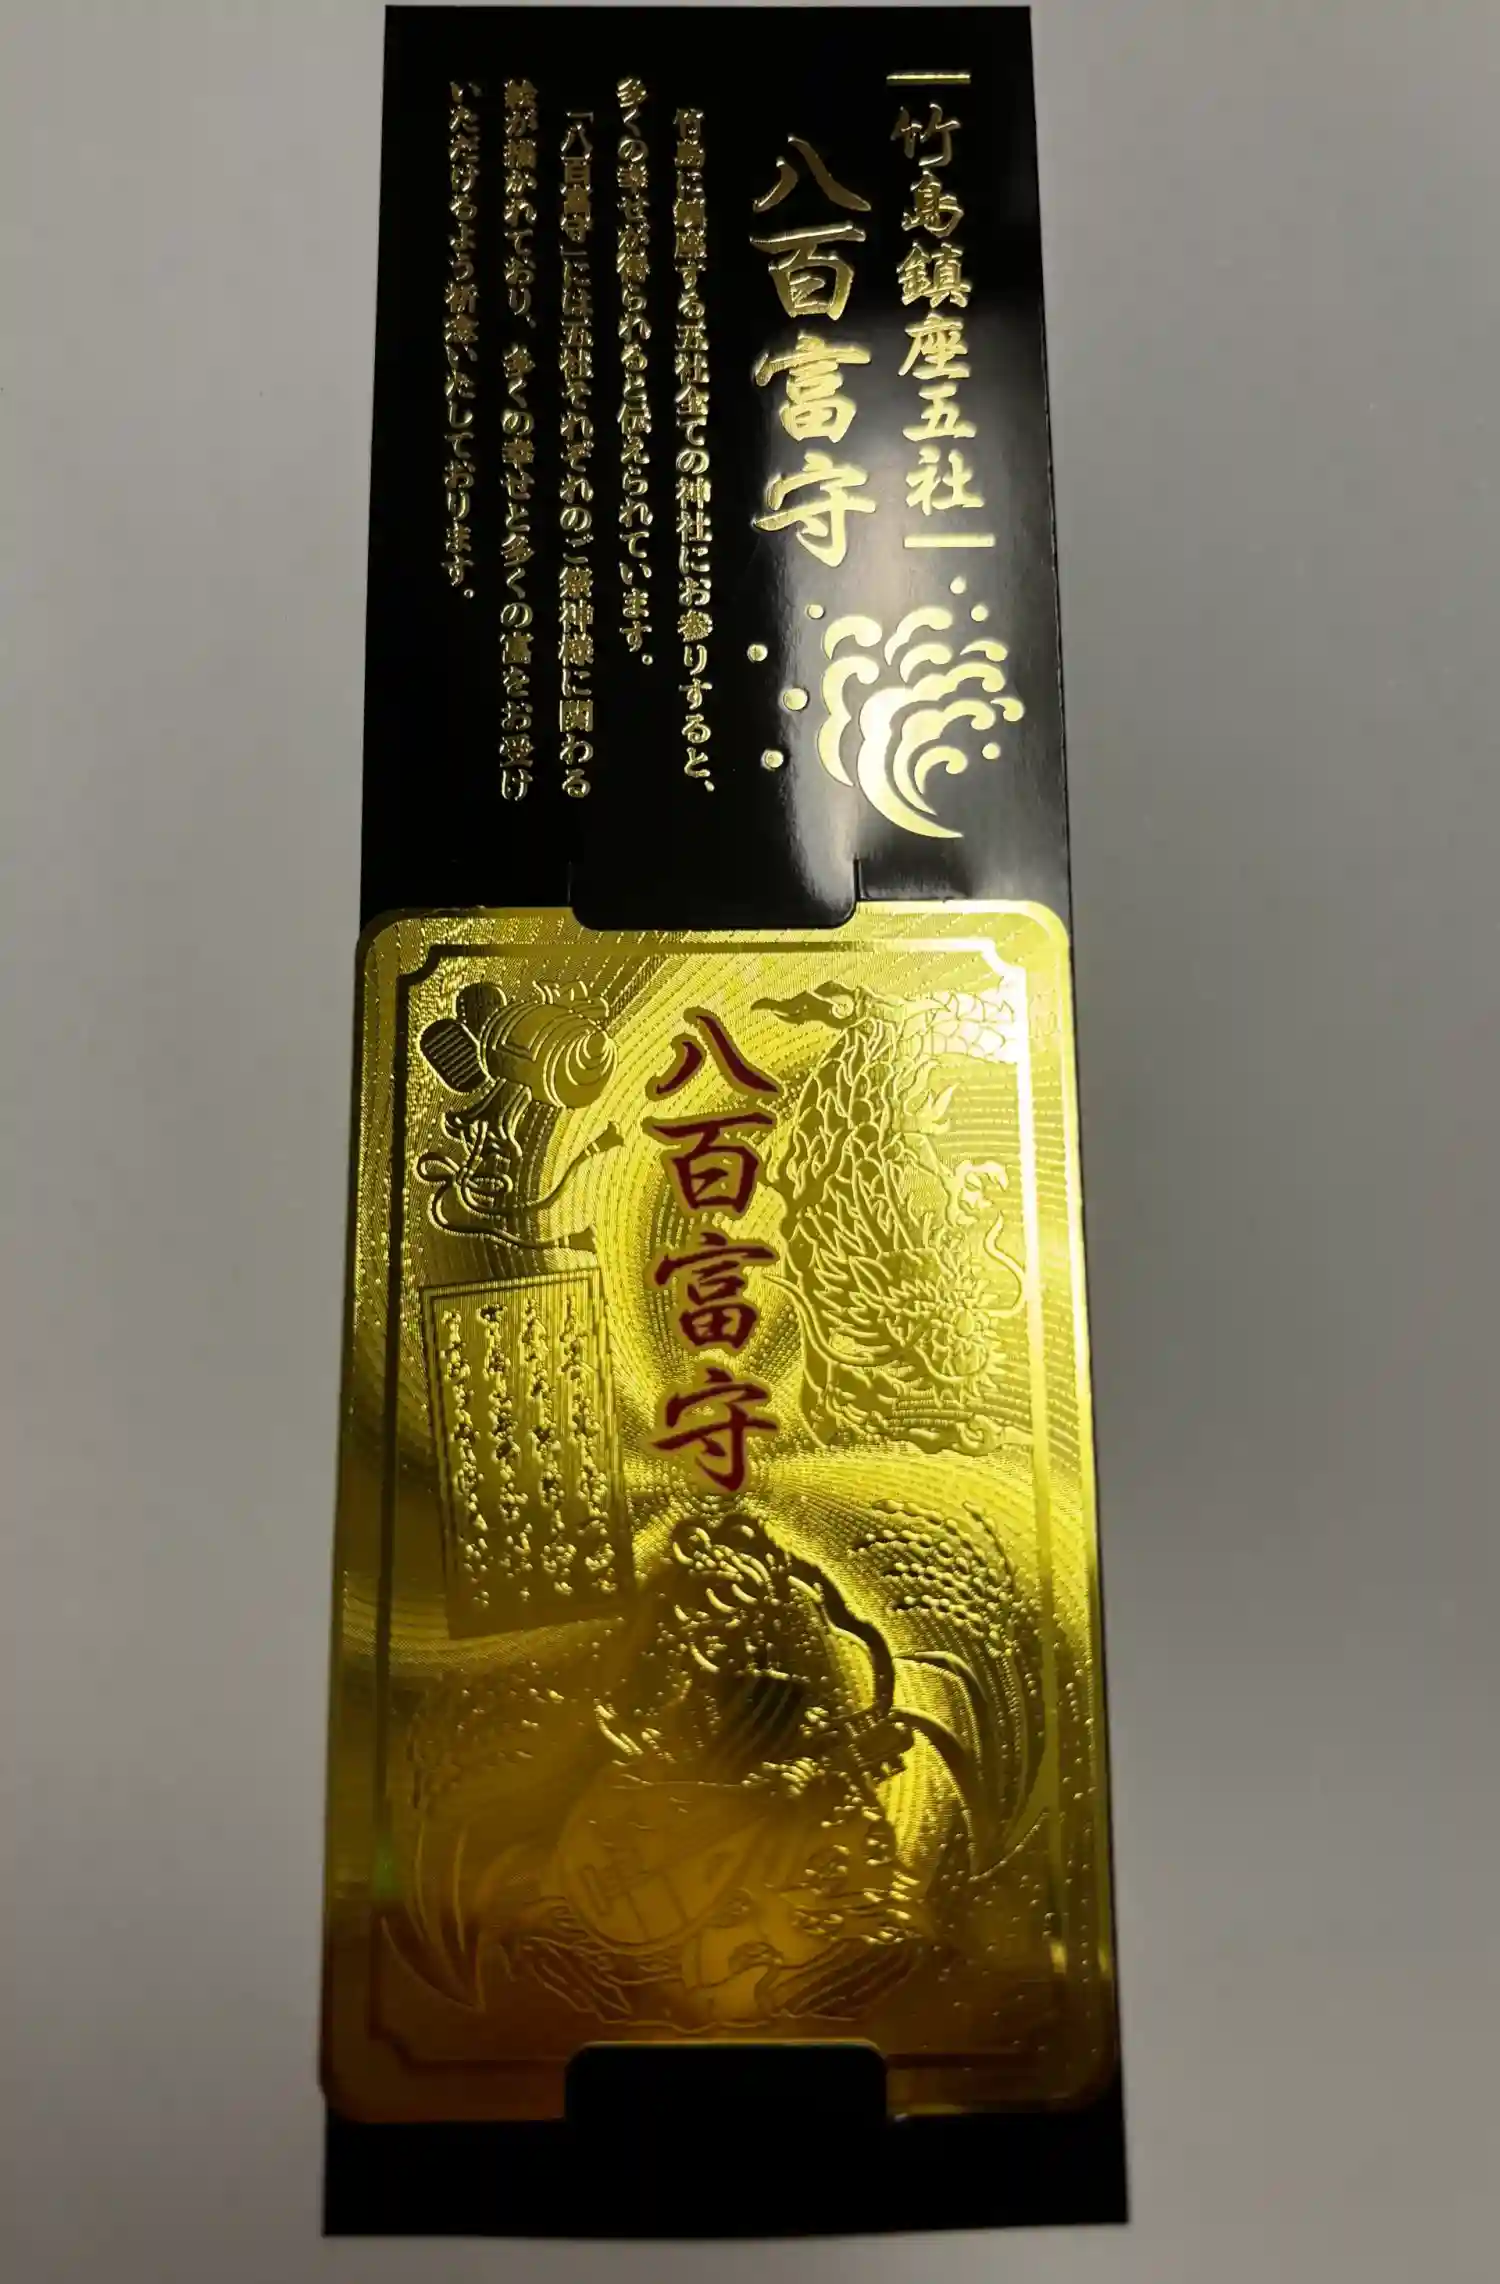 竹島鎮座五社
八百富守
竹島に鎮座する五社全ての神社にお参りすると、
多くの幸せが得られると伝えられています。
「八百富守」には五社それぞれのご祭神様に関わる
絵が描かれており、多くの幸せと多くの富をお受け
いただけるよう祈念いたしております。
八百富守